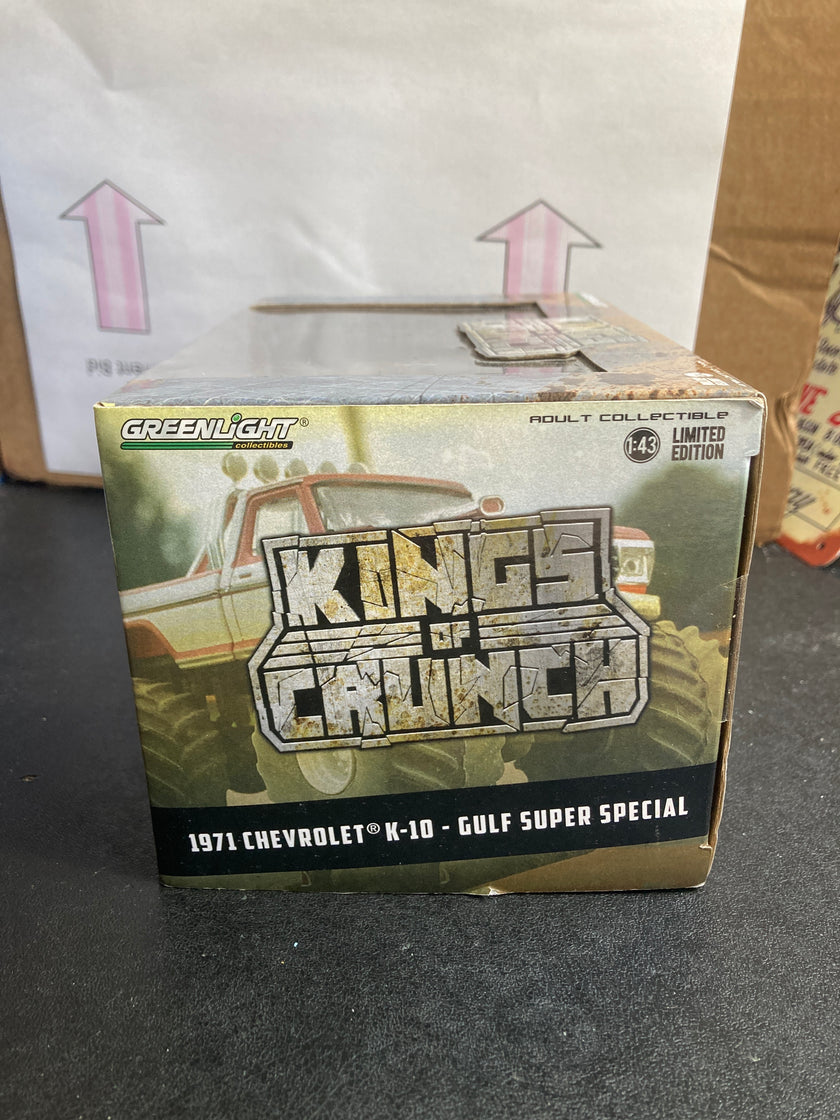 GREENLiGHT®
collectibles
ADULT COLLECTIBLE
1:43 LIMITED
EDITION
KINGS
OF
CRUNCH
1971 CHEVROLET® K-10 - GULF SUPER SPECIAL